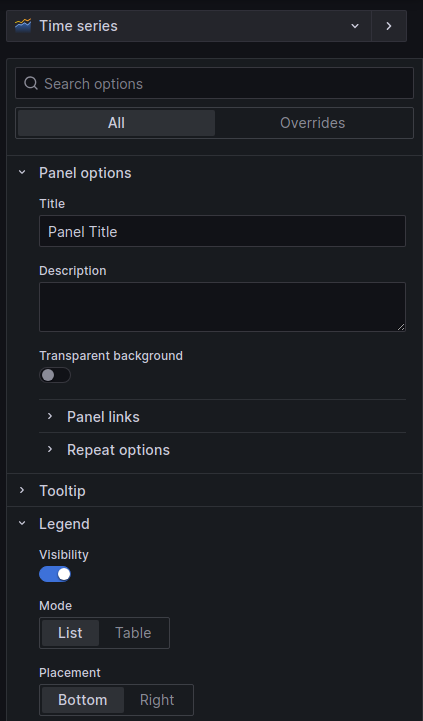 Time series
Search options
All Overrides
Panel options
Title
Panel Title
Description
Transparent background
Panel links
Repeat options
Tooltip
Legend
Visibility
Mode
List Table
Placement
Bottom Right